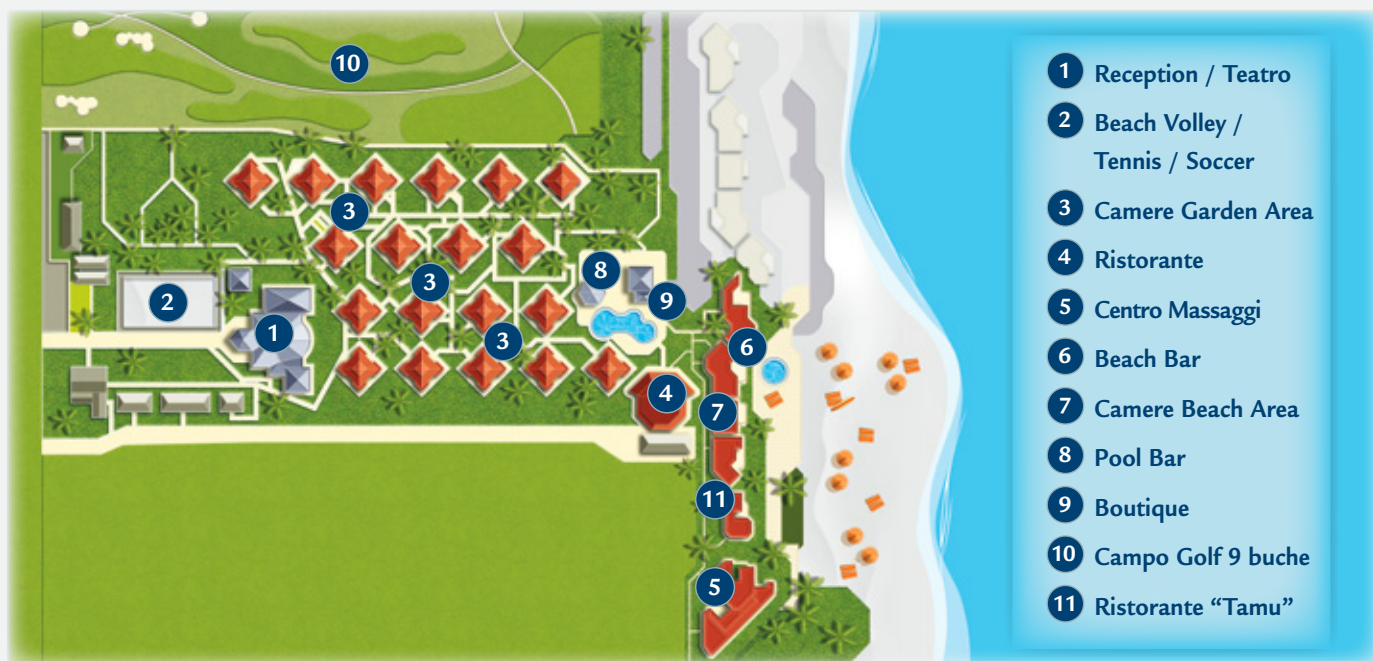 10
3
8
2
3
9
1
3
6
4
7
11
5
1 Reception / Teatro
2 Beach Volley /
Tennis / Soccer
3 Camere Garden Area
4 Ristorante
5 Centro Massaggi
6 Beach Bar
7 Camere Beach Area
8 Pool Bar
9 Boutique
10 Campo Golf 9 buche
11 Ristorante “Tamu”